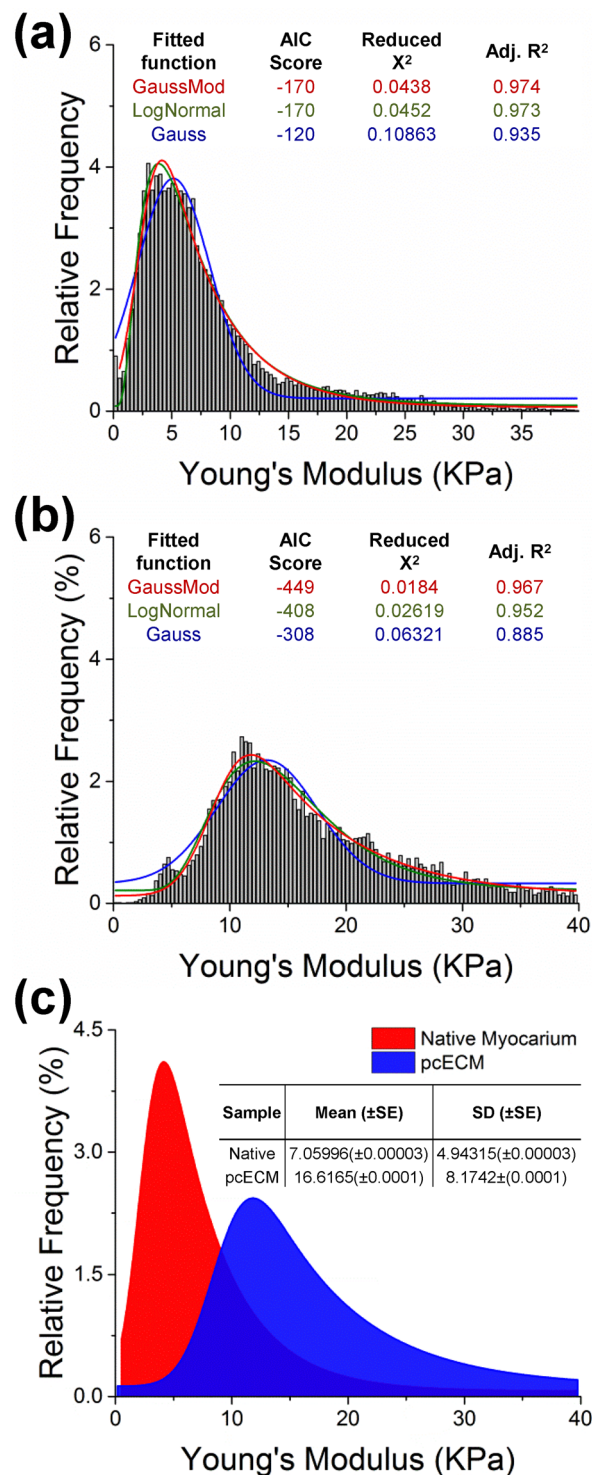 (a)
Fitted function AIC Score Reduced X² Adj. R²
GaussMod -170 0.0438 0.974
LogNormal -170 0.0452 0.973
Gauss -120 0.10863 0.935
Relative Frequency
6
4
2
0
0 5 10 15 20 25 30 35
Young's Modulus (KPa)
(b)
Fitted function AIC Score Reduced X² Adj. R²
GaussMod -449 0.0184 0.967
LogNormal -408 0.02619 0.952
Gauss -308 0.06321 0.885
Relative Frequency (%)
6
4
2
0
0 10 20 30 40
Young's Modulus (KPa)
(c)
Native Myocarium
pcECM
Sample Mean (±SE) SD (±SE)
Native 7.05996(±0.00003) 4.94315(±0.00003)
pcECM 16.6165(±0.0001) 8.1742±(0.0001)
Relative Frequency (%)
4.5
3.0
1.5
0.0
0 10 20 30 40
Young's Modulus (KPa)